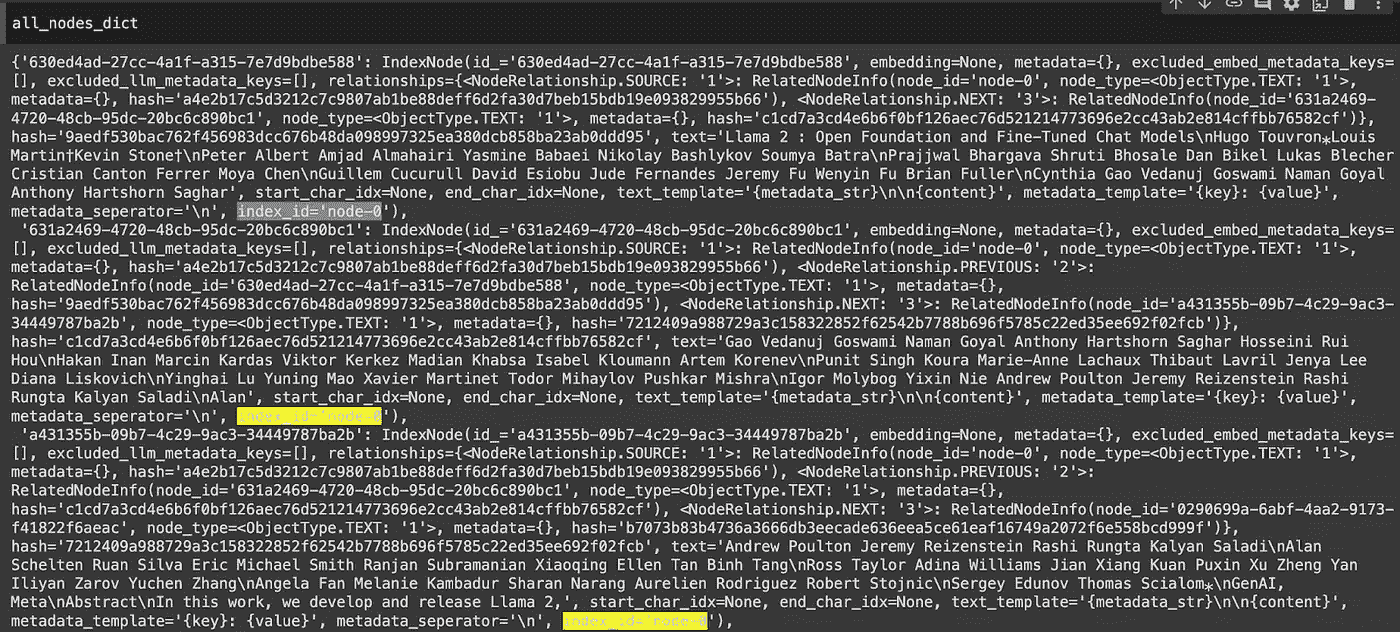 all_nodes_dict
{'630ed4ad-27cc-4a1f-a315-7e7d9bdbe588': IndexNode(id_='630ed4ad-27cc-4a1f-a315-7e7d9bdbe588', embedding=None, metadata={}, excluded_embed_metadata_keys=
[], excluded_llm_metadata_keys=[], relationships={<NodeRelationship.SOURCE: '1'>: RelatedNodeInfo(node_id='node-0', node_type=<ObjectType.TEXT: '1'>,
metadata={}, hash='a4e2b17c5d3212c7c9807ab1be88deff6d2fa30d7beb15bdb19e093829955b66'), <NodeRelationship.NEXT: '3'>: RelatedNodeInfo(node_id='631a2469-
4720-48cb-95dc-20bc6c890bc1', node_type=<ObjectType.TEXT: '1'>, metadata={}, hash='c1cd7a3cd4e6b6f0bf126aec76d521214773696e2cc43ab2e814cffbb76582cf')},
hash='9aedf530bac762f456983dcc676b48da098997325ea380dcb858ba23ab0ddd95', text='Llama 2 : Open Foundation and Fine-Tuned Chat Models\nHugo Touvron∗Louis
Martin†Kevin Stone†\nPeter Albert Amjad Almahairi Yasmine Babaei Nikolay Bashlykov Soumya Batra\nPrajjwal Bhargava Shruti Bhosale Dan Bikel Lukas Blecher
Cristian Canton Ferrer Moya Chen\nGuillem Cucurull David Esiobu Jude Fernandes Jeremy Fu Wenyin Fu Brian Fuller\nCynthia Gao Vedanuj Goswami Naman Goyal
Anthony Hartshorn Saghar', start_char_idx=None, end_char_idx=None, text_template='{metadata_str}\n\n{content}', metadata_template='{key}: {value}',
metadata_seperator='\n', index_id='node-0'),
'631a2469-4720-48cb-95dc-20bc6c890bc1': IndexNode(id_='631a2469-4720-48cb-95dc-20bc6c890bc1', embedding=None, metadata={}, excluded_embed_metadata_keys=
[], excluded_llm_metadata_keys=[], relationships={<NodeRelationship.SOURCE: '1'>: RelatedNodeInfo(node_id='node-0', node_type=<ObjectType.TEXT: '1'>,
metadata={}, hash='a4e2b17c5d3212c7c9807ab1be88deff6d2fa30d7beb15bdb19e093829955b66'), <NodeRelationship.PREVIOUS: '2'>:
RelatedNodeInfo(node_id='630ed4ad-27cc-4a1f-a315-7e7d9bdbe588', node_type=<ObjectType.TEXT: '1'>, metadata={},
hash='9aedf530bac762f456983dcc676b48da098997325ea380dcb858ba23ab0ddd95'), <NodeRelationship.NEXT: '3'>: RelatedNodeInfo(node_id='a431355b-09b7-4c29-9ac3-
34449787ba2b', node_type=<ObjectType.TEXT: '1'>, metadata={}, hash='7212409a988729a3c158322852f62542b7788b696f5785c22ed35ee692f02fcb')},
hash='c1cd7a3cd4e6b6f0bf126aec76d521214773696e2cc43ab2e814cffbb76582cf', text='Gao Vedanuj Goswami Naman Goyal Anthony Hartshorn Saghar Hosseini Rui
Hou\nHakan Inan Marcin Kardas Viktor Kerkez Madian Khabsa Isabel Kloumann Artem Korenev\nPunit Singh Koura Marie-Anne Lachaux Thibaut Lavril Jenya Lee
Diana Liskovich\nYinghai Lu Yuning Mao Xavier Martinet Todor Mihaylov Pushkar Mishra\nIgor Molybog Yixin Nie Andrew Poulton Jeremy Reizenstein Rashi
Rungta Kalyan Saladi\nAlan', start_char_idx=None, end_char_idx=None, text_template='{metadata_str}\n\n{content}', metadata_template='{key}: {value}',
metadata_seperator='\n', index_id='node-0'),
'a431355b-09b7-4c29-9ac3-34449787ba2b': IndexNode(id_='a431355b-09b7-4c29-9ac3-34449787ba2b', embedding=None, metadata={}, excluded_embed_metadata_keys=
[], excluded_llm_metadata_keys=[], relationships={<NodeRelationship.SOURCE: '1'>: RelatedNodeInfo(node_id='node-0', node_type=<ObjectType.TEXT: '1'>,
metadata={}, hash='a4e2b17c5d3212c7c9807ab1be88deff6d2fa30d7beb15bdb19e093829955b66'), <NodeRelationship.PREVIOUS: '2'>:
RelatedNodeInfo(node_id='631a2469-4720-48cb-95dc-20bc6c890bc1', node_type=<ObjectType.TEXT: '1'>, metadata={},
hash='c1cd7a3cd4e6b6f0bf126aec76d521214773696e2cc43ab2e814cffbb76582cf'), <NodeRelationship.NEXT: '3'>: RelatedNodeInfo(node_id='0290699a-6abf-4aa2-9173-
f41822f6aeac', node_type=<ObjectType.TEXT: '1'>, metadata={}, hash='b7073b83b4736a3666db3eecade636eea5ce61eaf16749a2072f6e558bcd999f')},
hash='7212409a988729a3c158322852f62542b7788b696f5785c22ed35ee692f02fcb', text='Andrew Poulton Jeremy Reizenstein Rashi Rungta Kalyan Saladi\nAlan
Schelten Ruan Silva Eric Michael Smith Ranjan Subramanian Xiaoqing Ellen Tan Binh Tang\nRoss Taylor Adina Williams Jian Xiang Kuan Puxin Xu Zheng Yan
Iliyan Zarov Yuchen Zhang\nAngela Fan Melanie Kambadur Sharan Narang Aurelien Rodriguez Robert Stojnic\nSergey Edunov Thomas Scialom∗\nGenAI,
Meta\nAbstract\nIn this work, we develop and release Llama 2,', start_char_idx=None, end_char_idx=None, text_template='{metadata_str}\n\n{content}',
metadata_template='{key}: {value}', metadata_seperator='\n', index_id='node-0'),